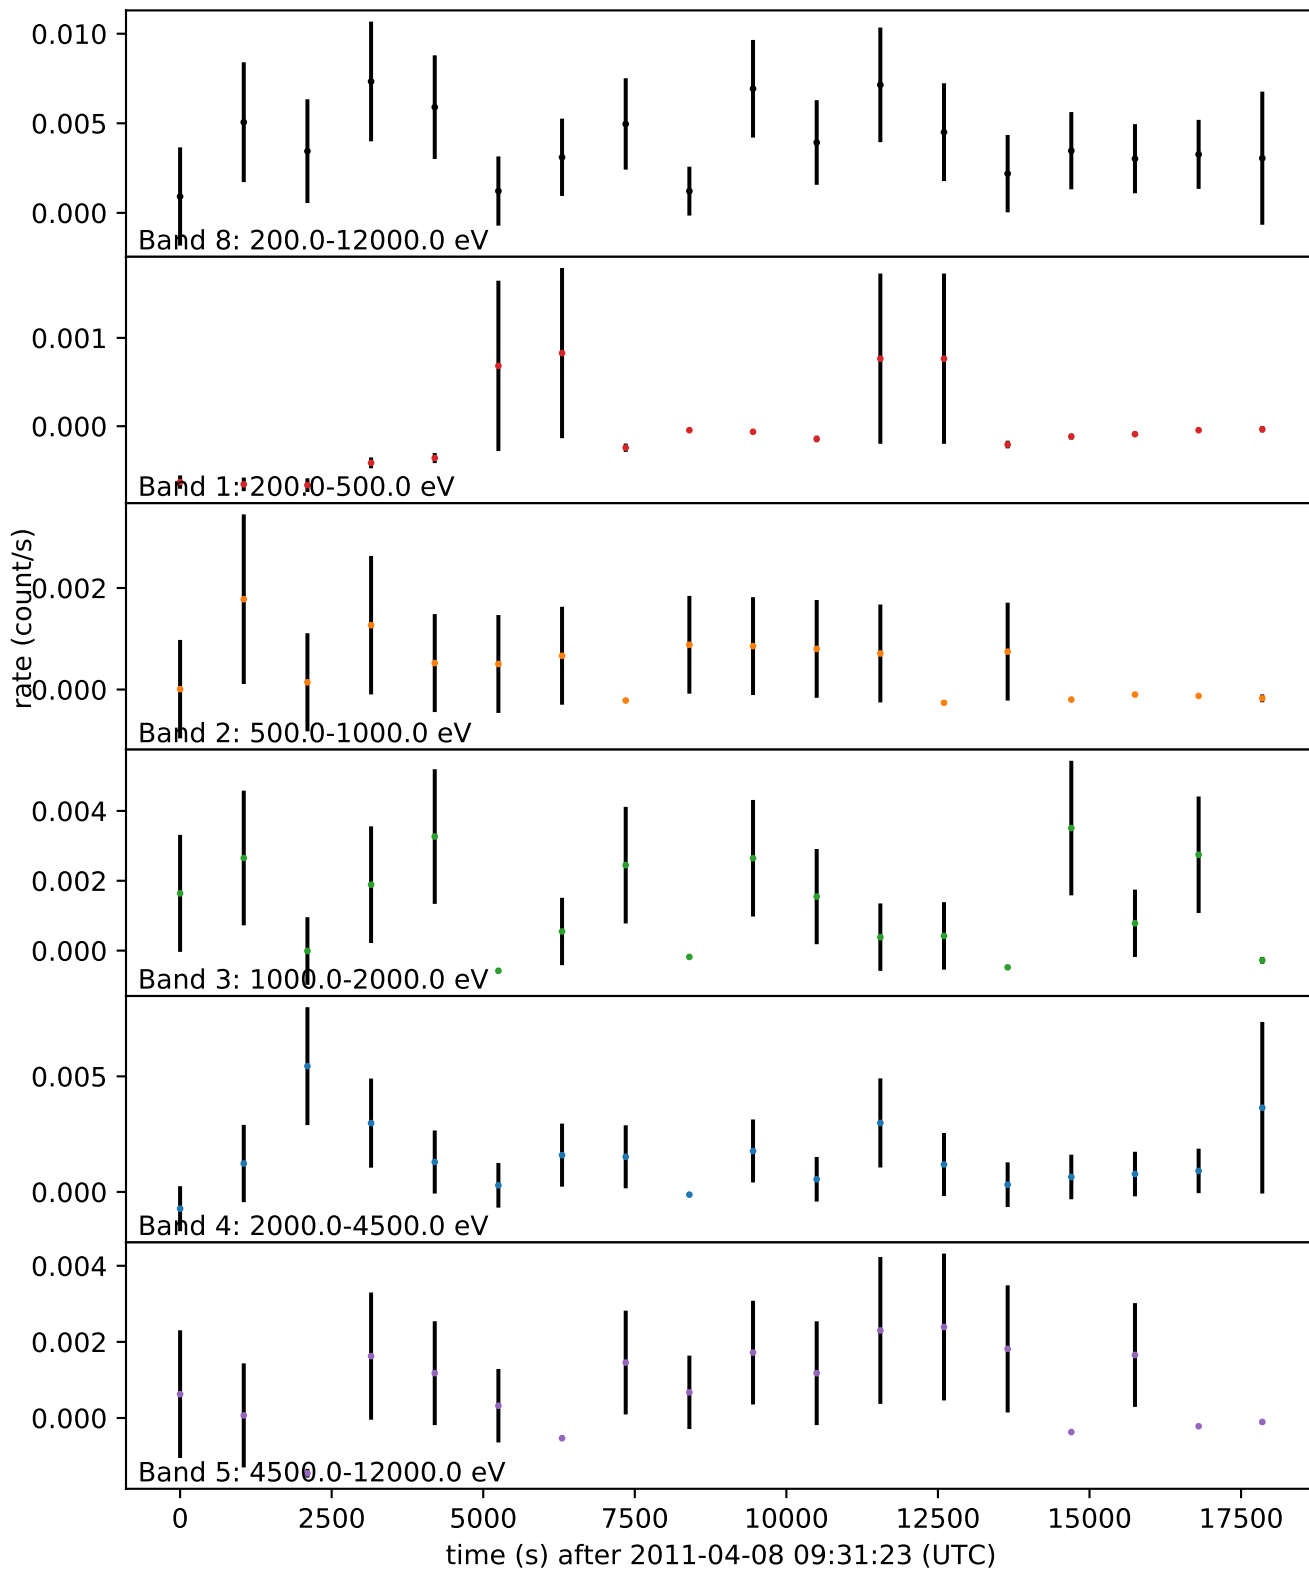 0.010
0.005
0.000
Band 8: 200.0-12000.0 eV
0.001
0.000
Band 1: 200.0-500.0 eV
rate (count/s)
0.002
0.000
Band 2: 500.0-1000.0 eV
0.004
0.002
0.000
Band 3: 1000.0-2000.0 eV
0.005
0.000
Band 4: 2000.0-4500.0 eV
0.004
0.002
0.000
Band 5: 4500.0-12000.0 eV
0 2500 5000 7500 10000 12500 15000 17500
time (s) after 2011-04-08 09:31:23 (UTC)